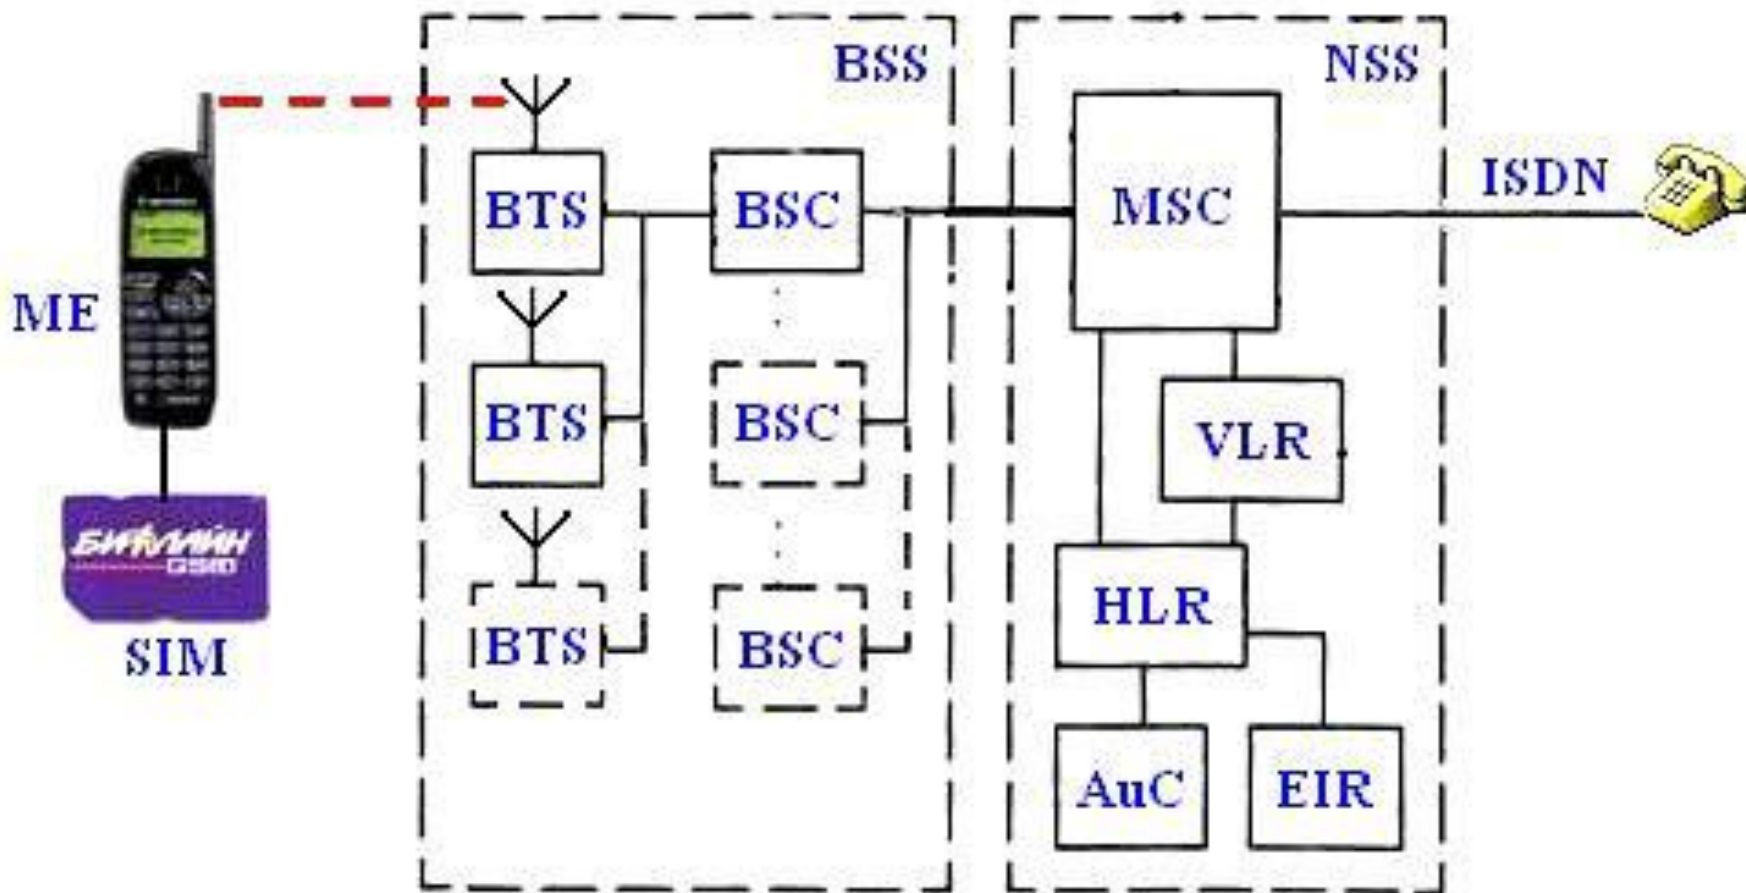 BSS
NSS
BTS
BSC
MSC
ISDN
ME
BTS
BSC
VLR
БИЛАЙН
GSM
BTS
BSC
HLR
SIM
AuC
EIR